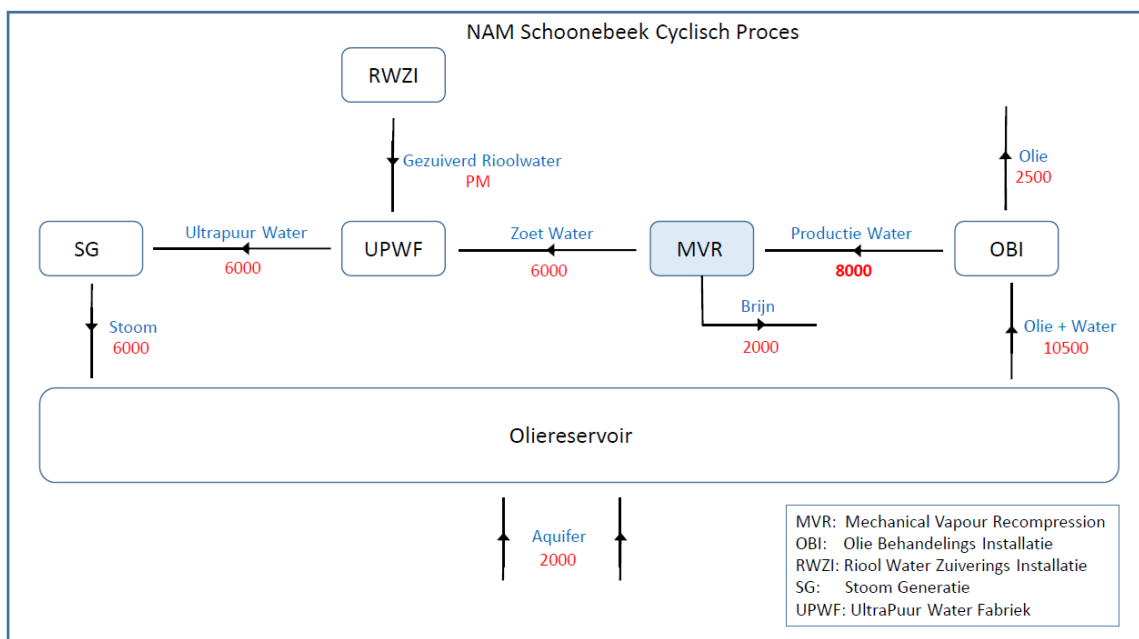 NAM Schoonebeek Cyclisch Proces
RWZI
Gezuiverd Rioolwater
PM
Olie
2500
SG
Ultrapuur Water
6000
UPWF
Zoet Water
6000
MVR
Productie Water
8000
OBI
Stoom
6000
Brijn
2000
Olie + Water
10500
Oliereservoir
Aquifer
2000
MVR: Mechanical Vapour Recompression
OBI: Olie Behandelings Installatie
RWZI: Riool Water Zuiverings Installatie
SG: Stoom Generatie
UPWF: UltraPuur Water Fabriek